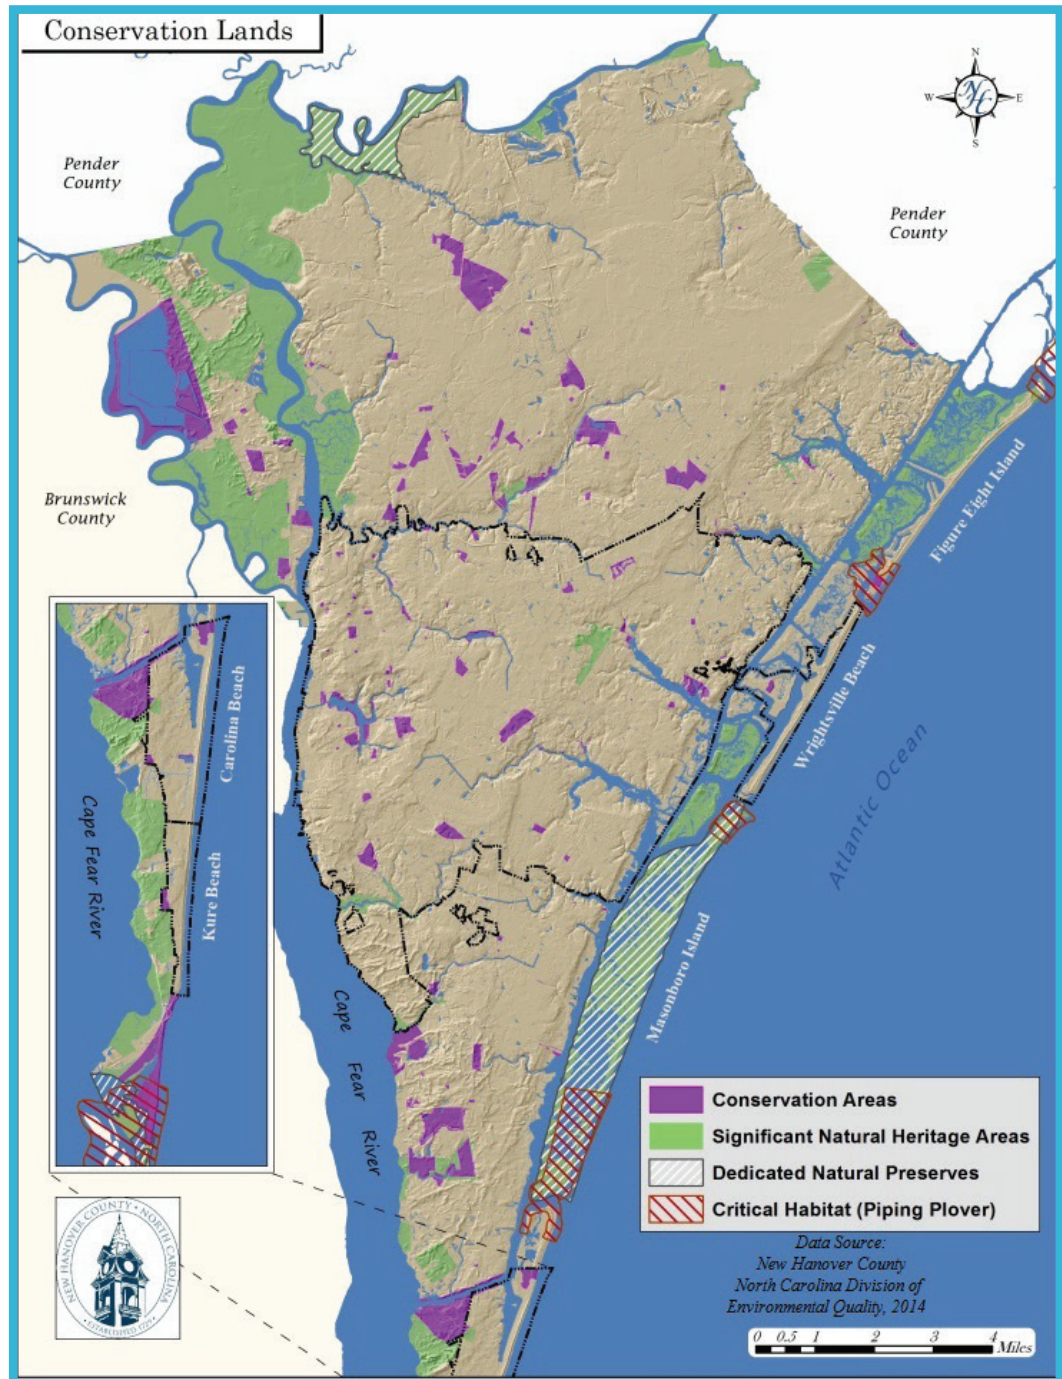 Conservation Lands
N
W
NH
E
S
Pender
County
Pender
County
Brunswick
County
Figure Eight Island
Wrightsville Beach
Atlantic Ocean
Masonboro Island
Carolina Beach
Kure Beach
Cape Fear River
Cape
Fear
River
Conservation Areas
Significant Natural Heritage Areas
Dedicated Natural Preserves
Critical Habitat (Piping Plover)
Data Source:
New Hanover County
North Carolina Division of
Environmental Quality, 2014
0 0.5 1 2 3 4
Miles
NEW HANOVER COUNTY • NORTH CAROLINA
• ESTABLISHED 1729 •